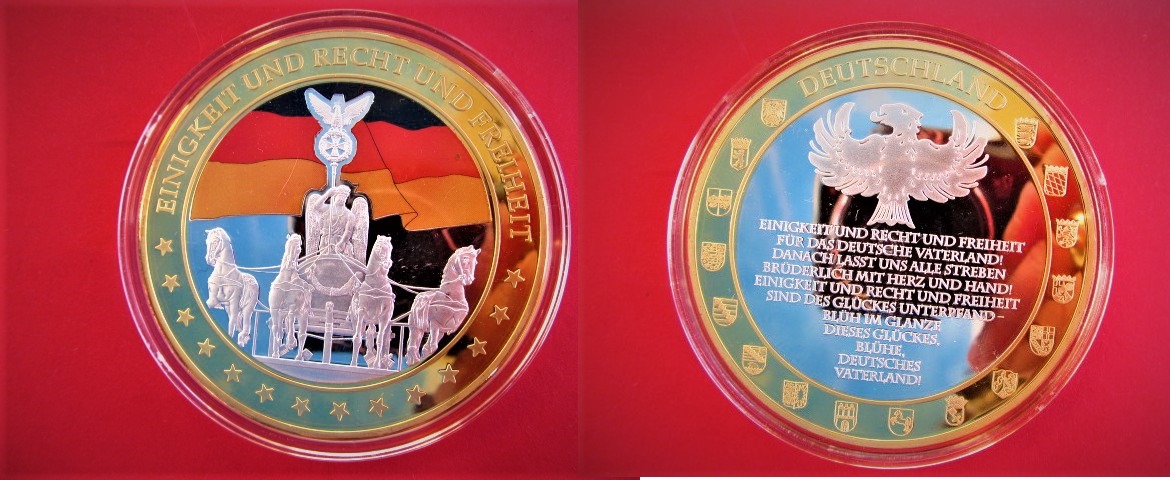 EINIGKEIT UND RECHT UND FREIHEIT
DEUTSCHLAND
EINIGKEIT UND RECHT UND FREIHEIT
FÜR DAS DEUTSCHE VATERLAND!
DANACH LASST UNS ALLE STREBEN
BRÜDERLICH MIT HERZ UND HAND!
EINIGKEIT UND RECHT UND FREIHEIT
SIND DES GLÜCKES UNTERPFAND –
BLÜH IM GLANZE
DIESES GLÜCKES,
BLÜHE,
DEUTSCHES
VATERLAND!